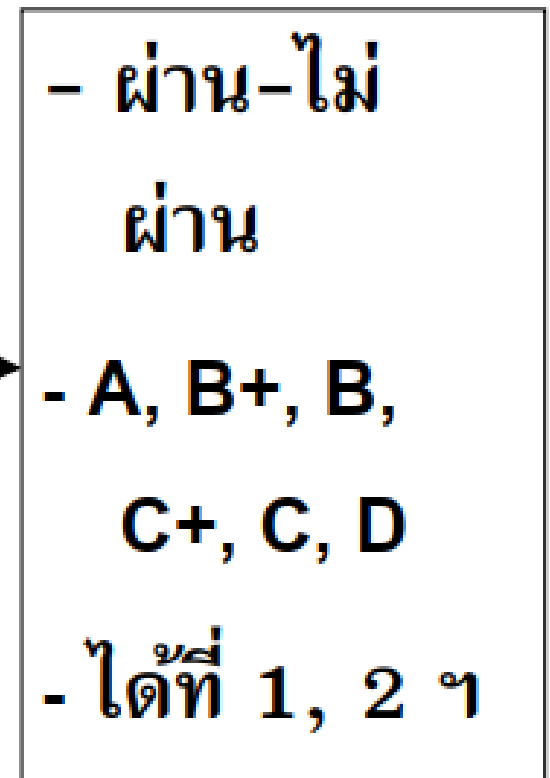 - ผ่าน-ไม่
ผ่าน
- A, B+, B,
C+, C, D
- ได้ที่ 1, 2 ฯ